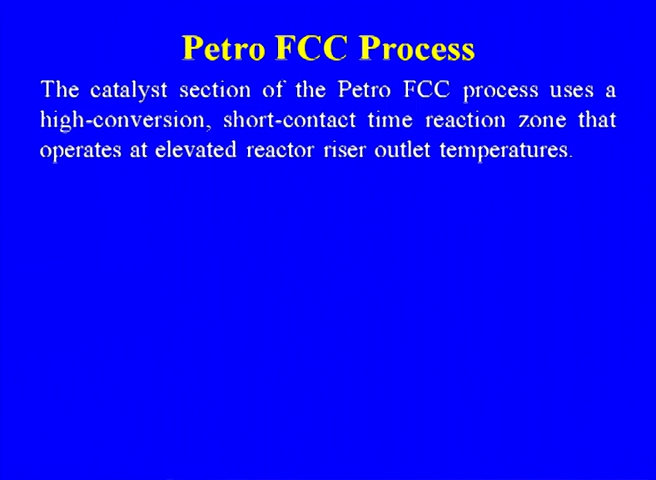 Petro FCC Process
The catalyst section of the Petro FCC process uses a
high-conversion, short-contact time reaction zone that
operates at elevated reactor riser outlet temperatures.